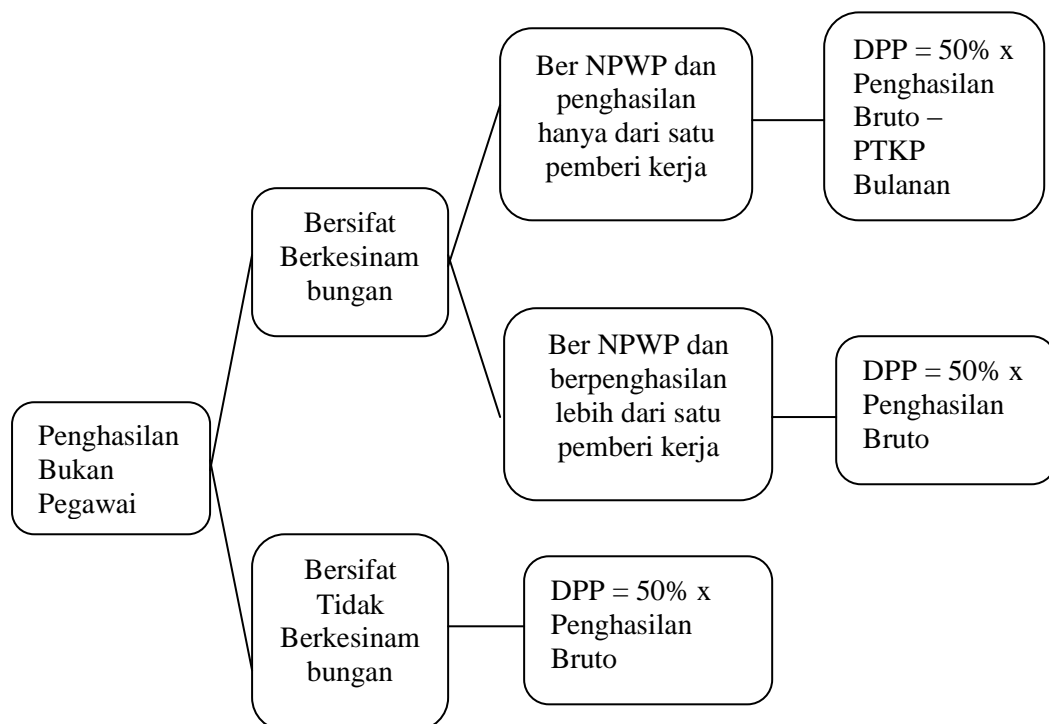 Penghasilan
Bukan
Pegawai
Bersifat
Berkesinam
bungan
Ber NPWP dan
penghasilan
hanya dari satu
pemberi kerja
DPP = 50% x
Penghasilan
Bruto –
PTKP
Bulanan
Ber NPWP dan
berpenghasilan
lebih dari satu
pemberi kerja
DPP = 50% x
Penghasilan
Bruto
Bersifat
Tidak
Berkesinam
bungan
DPP = 50% x
Penghasilan
Bruto